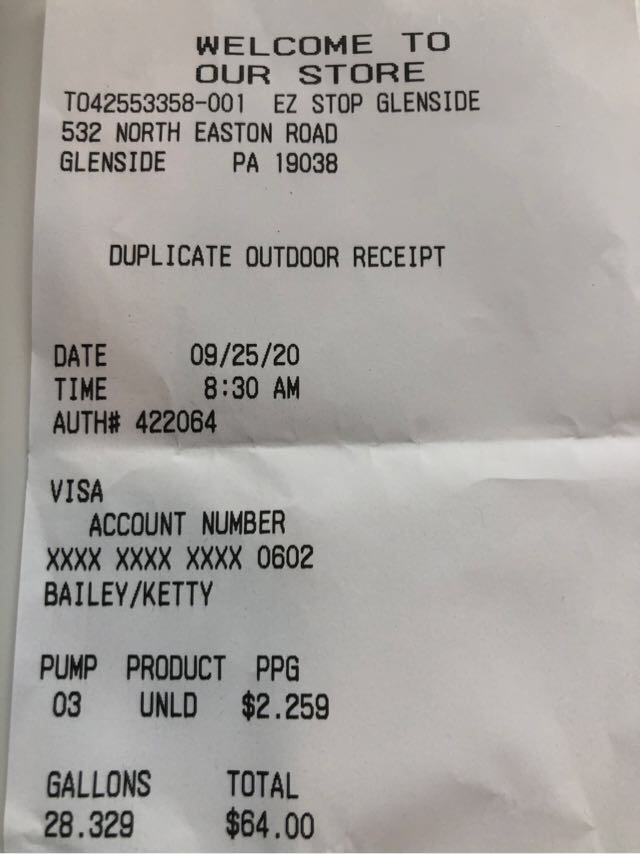 WELCOME TO
OUR STORE
T042553358-001 EZ STOP GLENSIDE
532 NORTH EASTON ROAD
GLENSIDE PA 19038
DUPLICATE OUTDOOR RECEIPT
DATE 09/25/20
TIME 8:30 AM
AUTH# 422064
VISA
ACCOUNT NUMBER
XXXX XXXX XXXX 0602
BAILEY/KETTY
PUMP PRODUCT PPG
03 UNLD $2.259
GALLONS TOTAL
28.329 $64.00